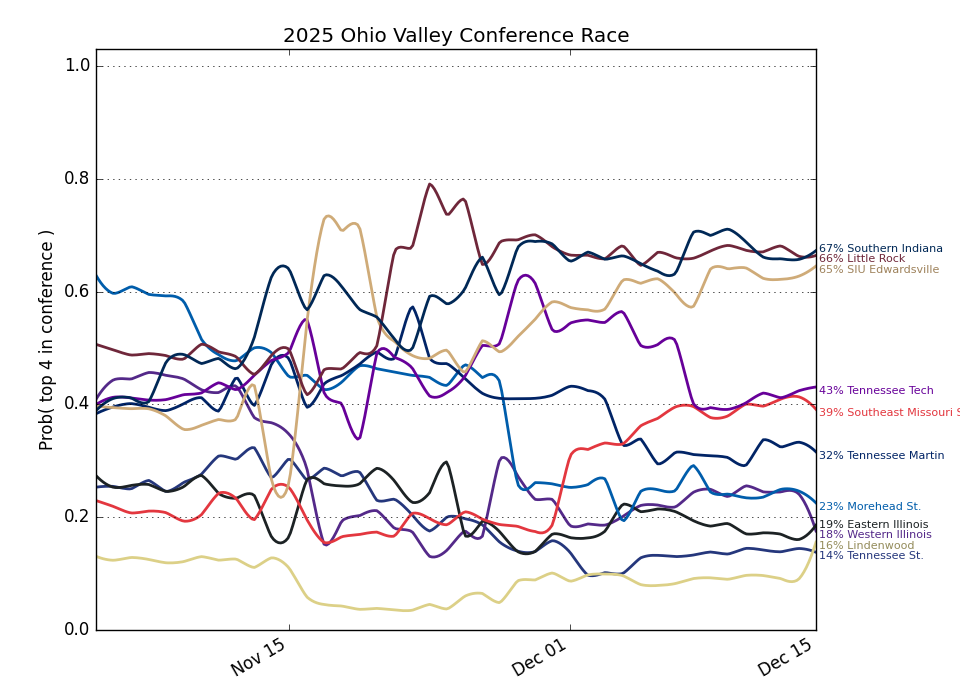 2025 Ohio Valley Conference Race
Prob( top 4 in conference )
1.0
0.8
0.6
0.4
0.2
0.0
Nov 15
Dec 01
Dec 15
67% Southern Indiana
66% Little Rock
65% SIU Edwardsville
43% Tennessee Tech
39% Southeast Missouri S
32% Tennessee Martin
23% Morehead St.
19% Eastern Illinois
18% Western Illinois
16% Lindenwood
14% Tennessee St.